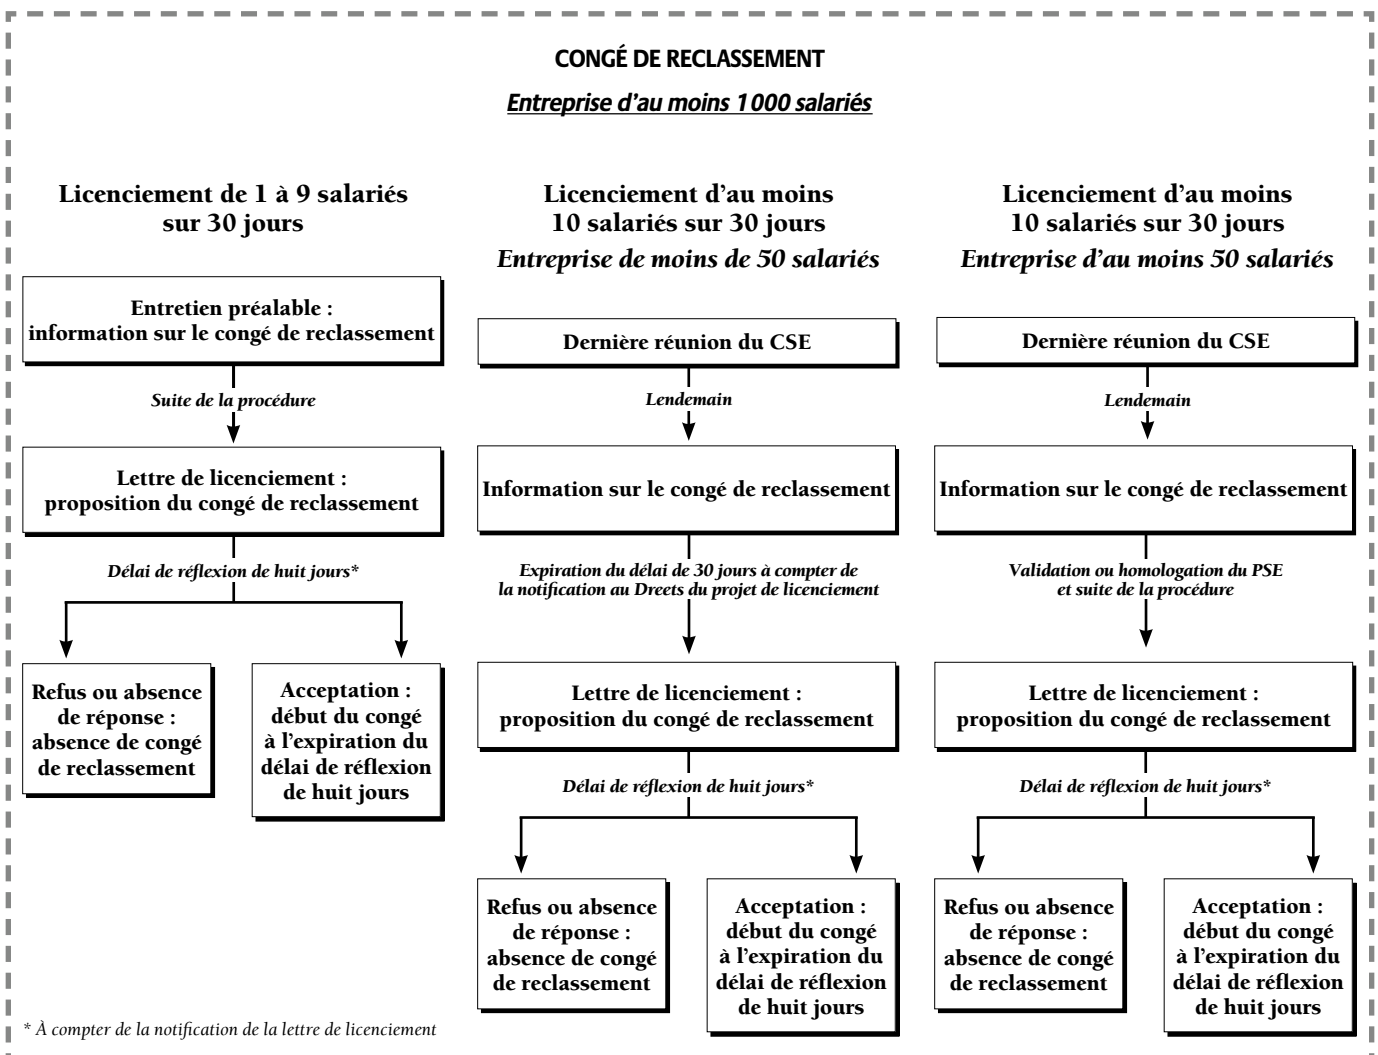 CONGÉ DE RECLASSEMENT
Entreprise d'au moins 1000 salariés
Licenciement de 1 à 9 salariés
sur 30 jours
Entretien préalable :
information sur le congé de reclassement
Suite de la procédure
Lettre de licenciement :
proposition du congé de reclassement
Délai de réflexion de huit jours*
Refus ou absence
de réponse :
absence de congé
de reclassement
Acceptation :
début du congé
à l'expiration du
délai de réflexion
de huit jours
Licenciement d'au moins
10 salariés sur 30 jours
Entreprise de moins de 50 salariés
Dernière réunion du CSE
Lendemain
Information sur le congé de reclassement
Expiration du délai de 30 jours à compter de
la notification au Dreets du projet de licenciement
Lettre de licenciement :
proposition du congé de reclassement
Délai de réflexion de huit jours*
Refus ou absence
de réponse :
absence de congé
de reclassement
Acceptation :
début du congé
à l'expiration du
délai de réflexion
de huit jours
Licenciement d'au moins
10 salariés sur 30 jours
Entreprise d'au moins 50 salariés
Dernière réunion du CSE
Lendemain
Information sur le congé de reclassement
Validation ou homologation du PSE
et suite de la procédure
Lettre de licenciement :
proposition du congé de reclassement
Délai de réflexion de huit jours*
Refus ou absence
de réponse :
absence de congé
de reclassement
Acceptation :
début du congé
à l'expiration du
délai de réflexion
de huit jours
* À compter de la notification de la lettre de licenciement